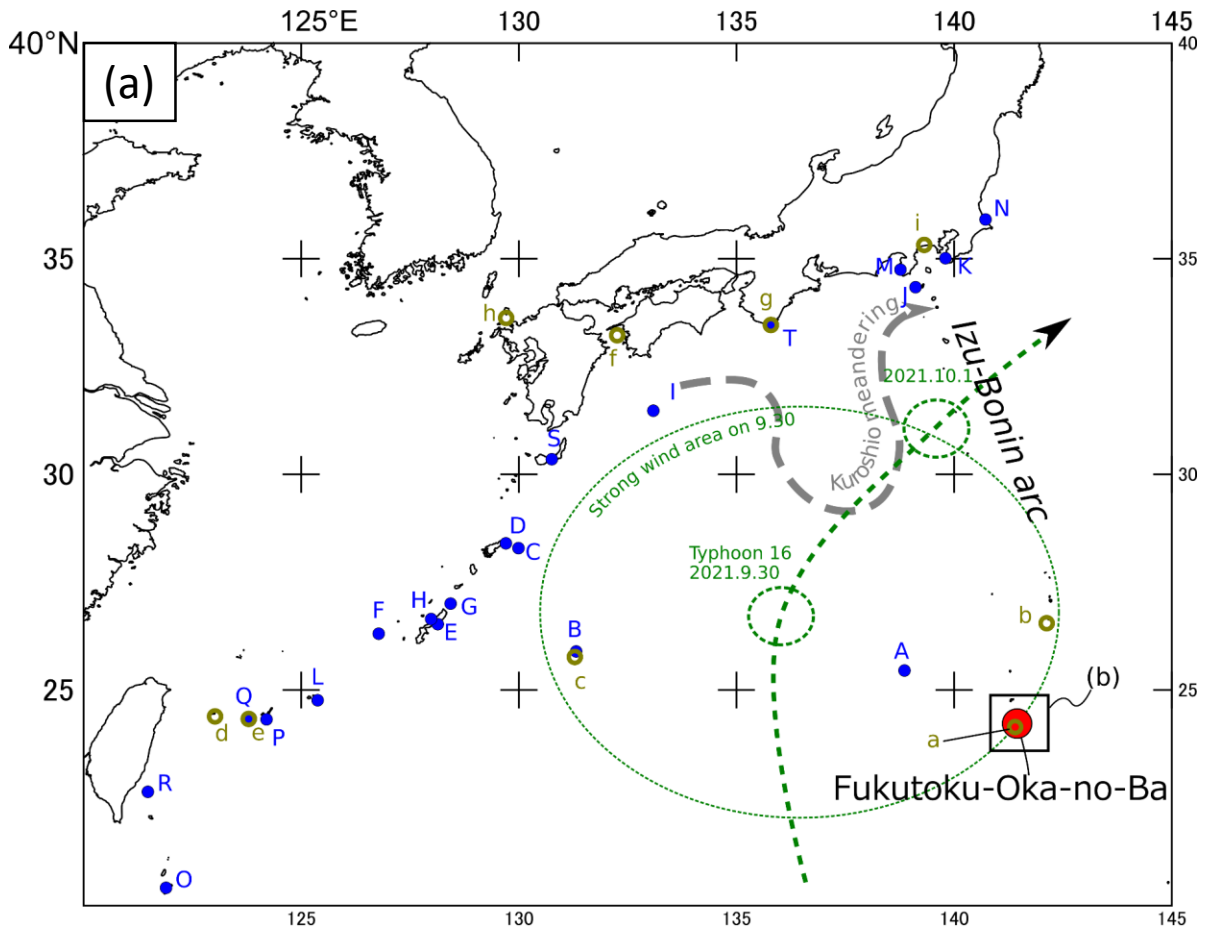 125°E
130
135
140
145
40°N
40
(a)
N
i
35
35
M
K
J
h
g
T
f
Izu-Bonin arc
Kuroshio meandering
2021.10.1
I
Strong wind area on 9.30
S
30
30
D
C
Typhoon 16
2021.9.30
H
G
F
E
b
B
A
c
L
25
25
(b)
Q
d
e
P
a
Fukutoku-Oka-no-Ba
R
O
125
130
135
140
145